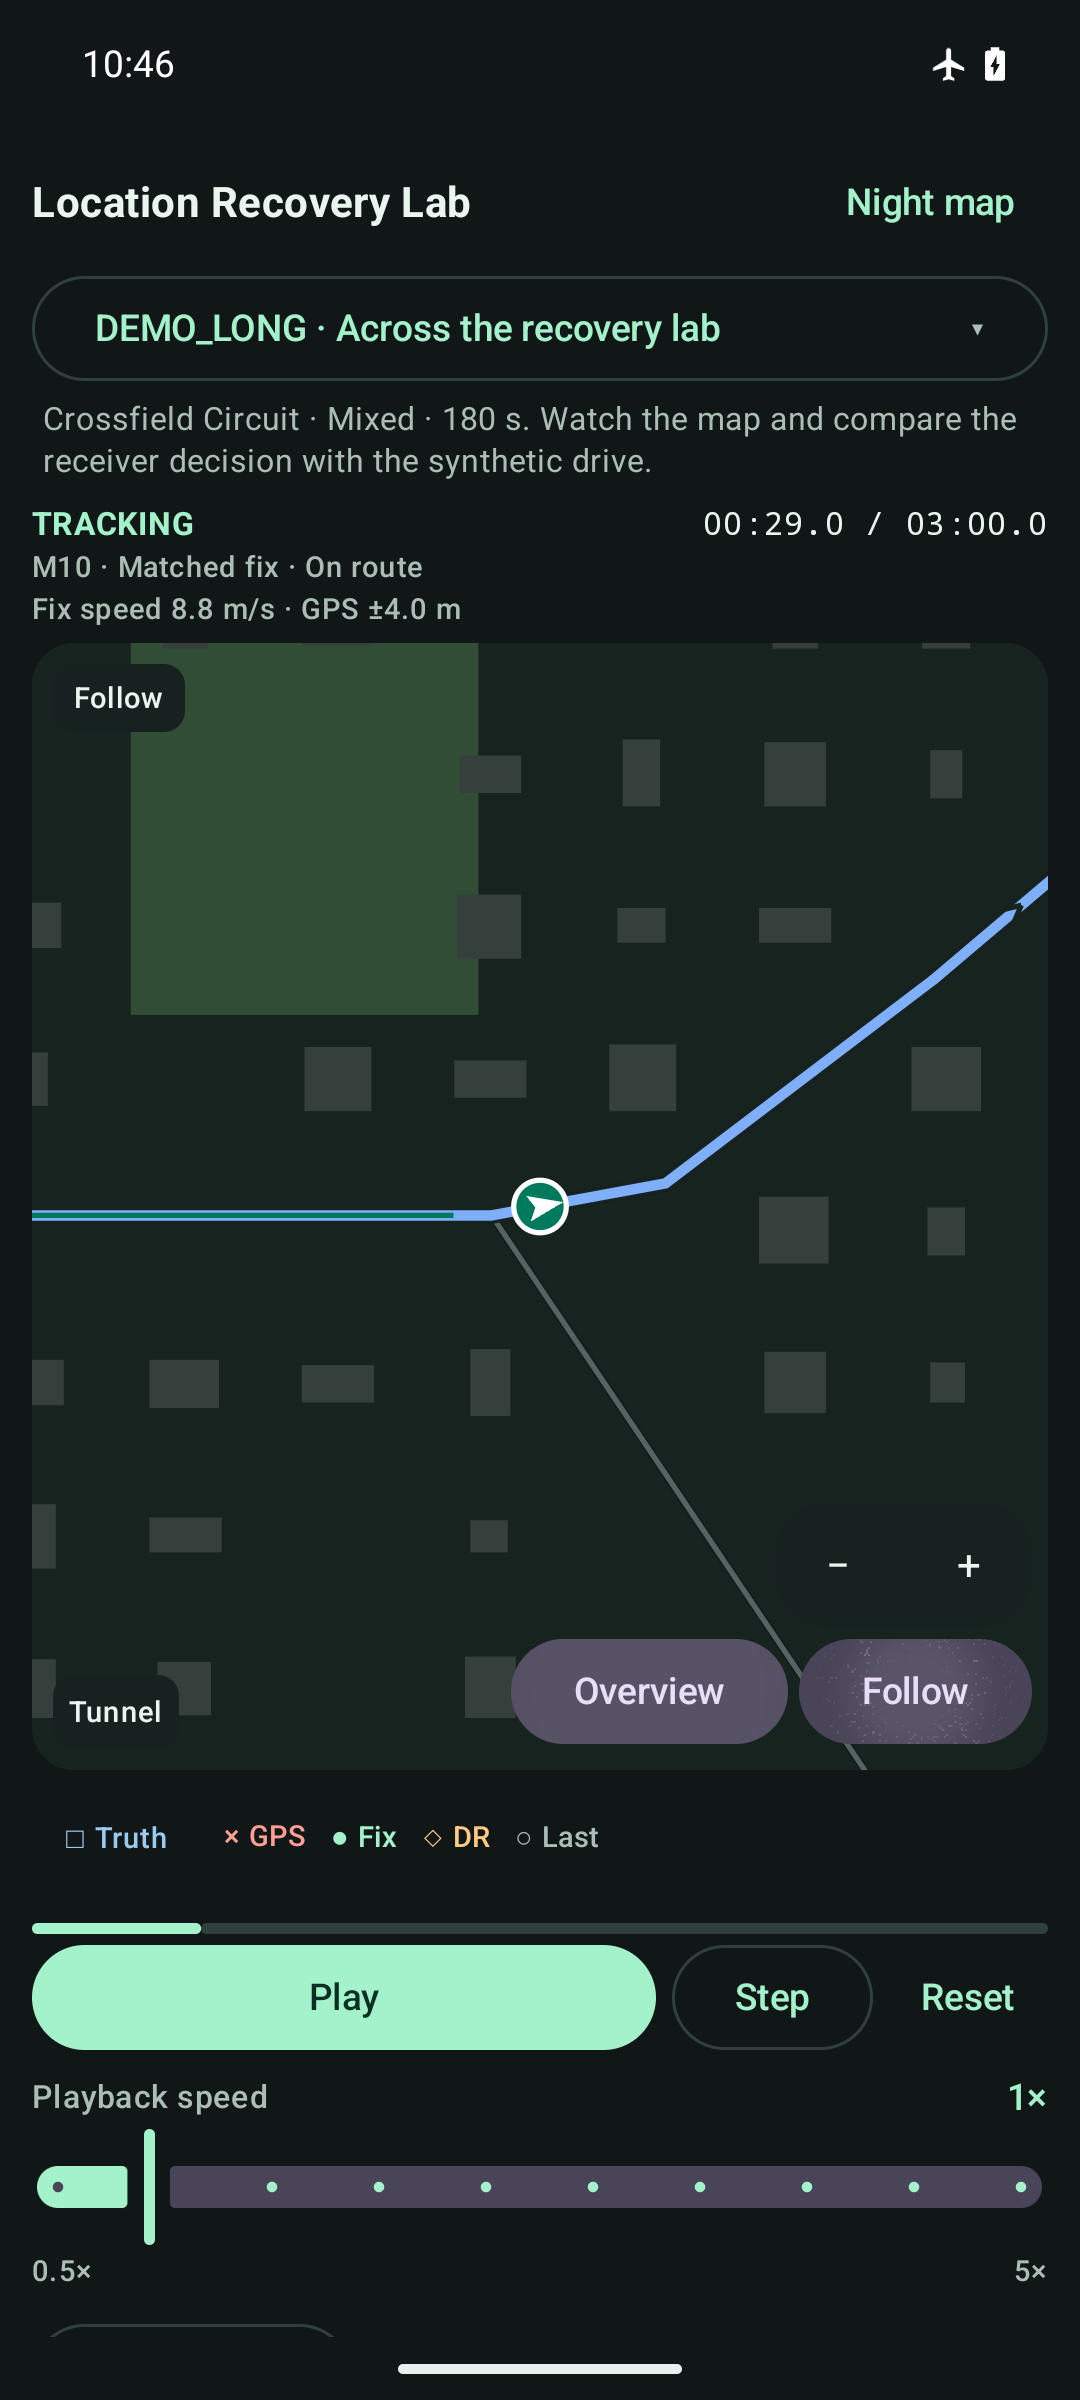 10:46
Location Recovery Lab
Night map
DEMO_LONG · Across the recovery lab ▾
Crossfield Circuit · Mixed · 180 s. Watch the map and compare the
receiver decision with the synthetic drive.
TRACKING
00:29.0 / 03:00.0
M10 · Matched fix · On route
Fix speed 8.8 m/s · GPS ±4.0 m
Follow
− +
Overview
Follow
Tunnel
□ Truth × GPS ● Fix ◇ DR ○ Last
Play
Step
Reset
Playback speed
1×
0.5×
5×